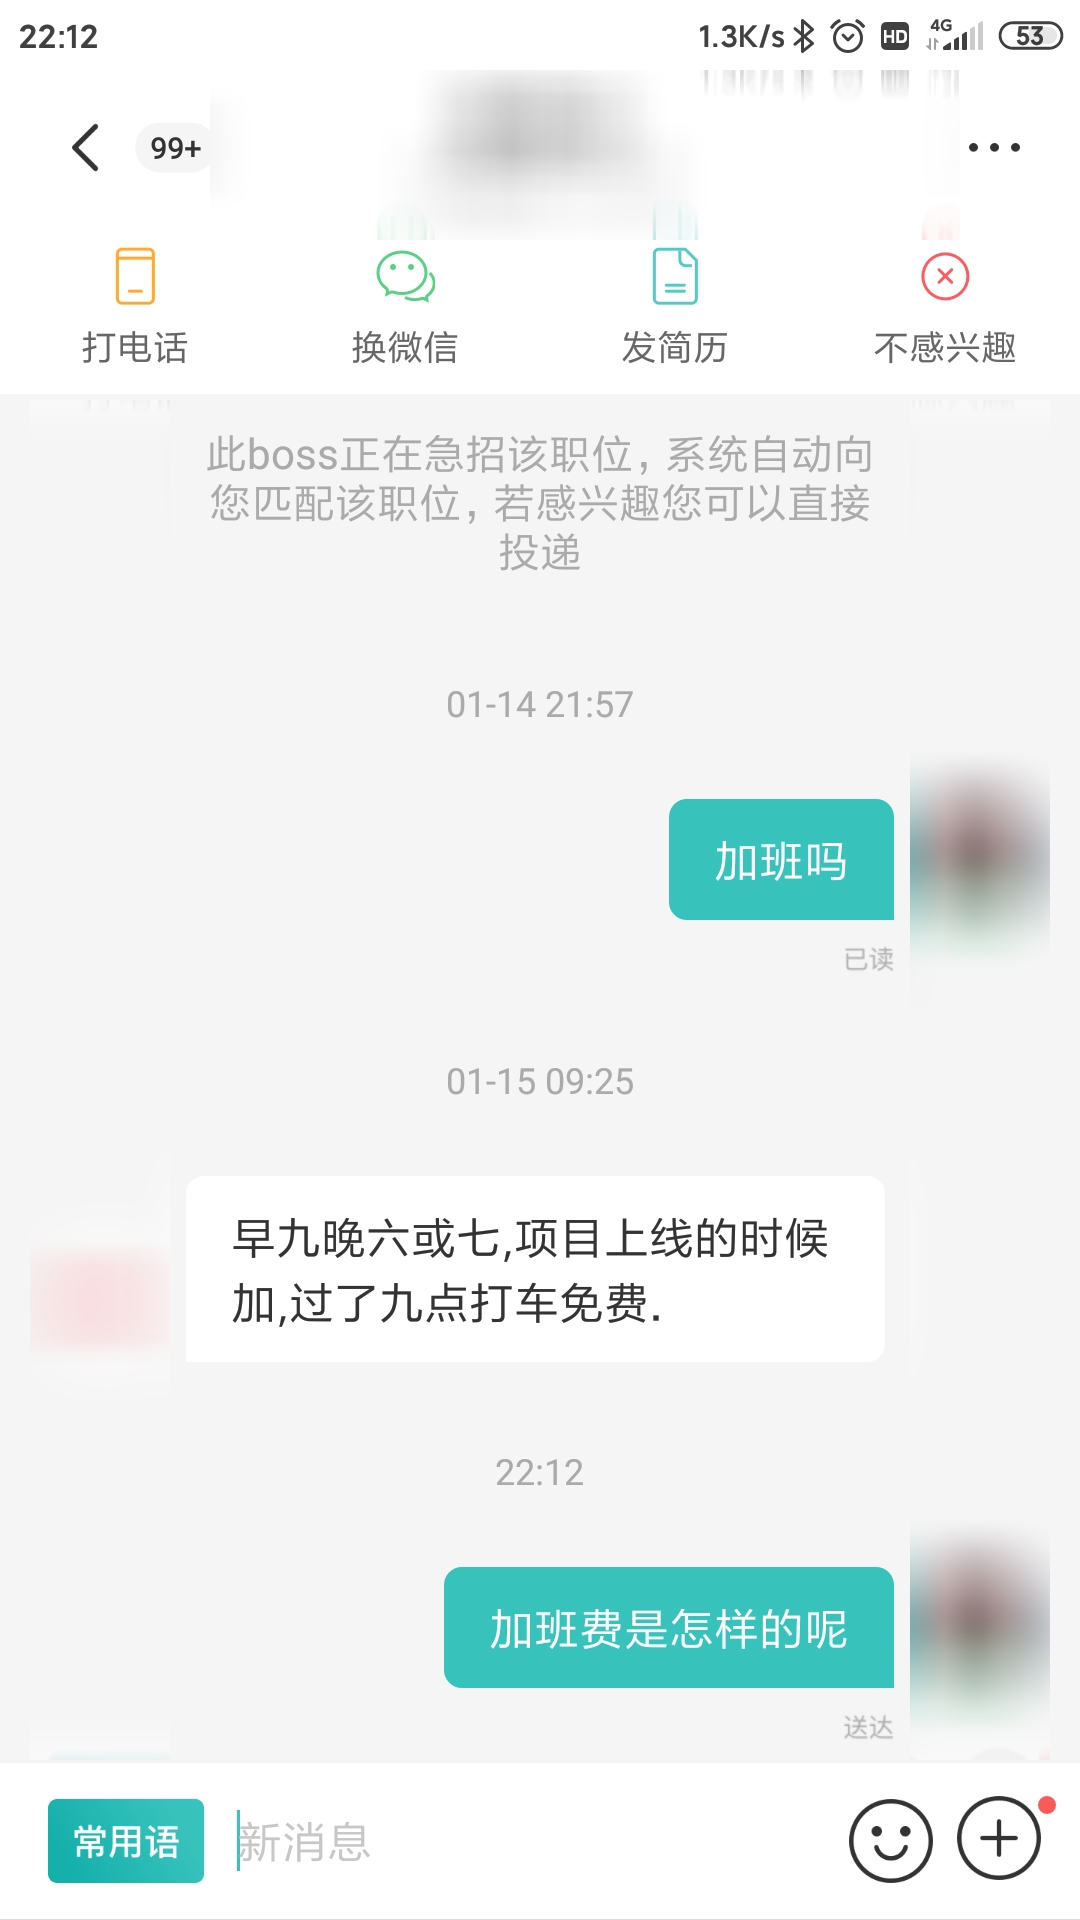 22:12
1.3K/s HD 4G 53
99+
打电话
换微信
发简历
不感兴趣
此boss正在急招该职位，系统自动向
您匹配该职位，若感兴趣您可以直接
投递
01-14 21:57
加班吗
已读
01-15 09:25
早九晚六或七,项目上线的时候
加,过了九点打车免费.
22:12
加班费是怎样的呢
送达
常用语
新消息